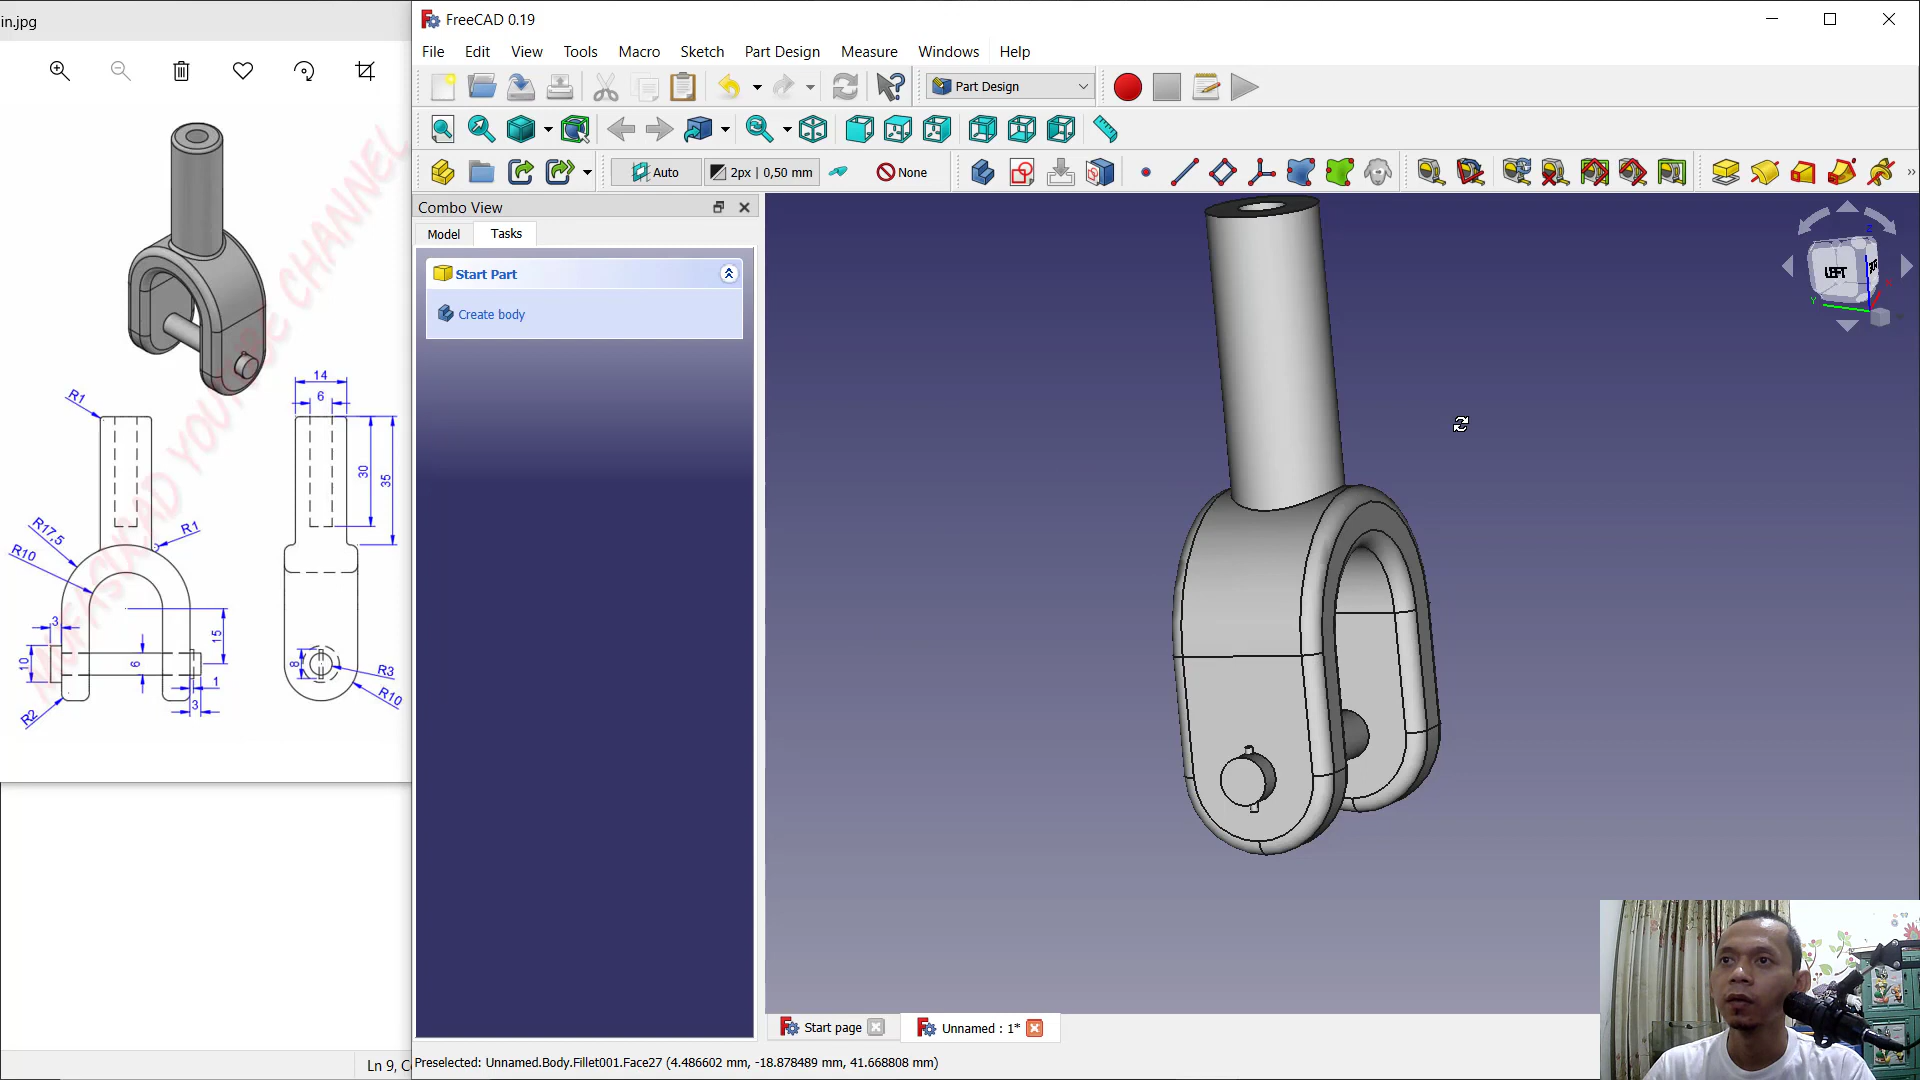 in.jpg
FreeCAD 0.19
File Edit View Tools Macro Sketch Part Design Measure Windows Help
Part Design
Auto
2px | 0,50 mm
None
Combo View
Model
Tasks
Start Part
Create body
LEFT
Z
Y
NUFASUCAD YOUTUBE CHANNEL
14
6
R1
30
35
R17,5
R1
R10
3
15
10
6
8
R3
1
R10
3
R2
Start page
Unnamed : 1*
Ln 9, C
Preselected: Unnamed.Body.Fillet001.Face27 (4.486602 mm, -18.878489 mm, 41.668808 mm)